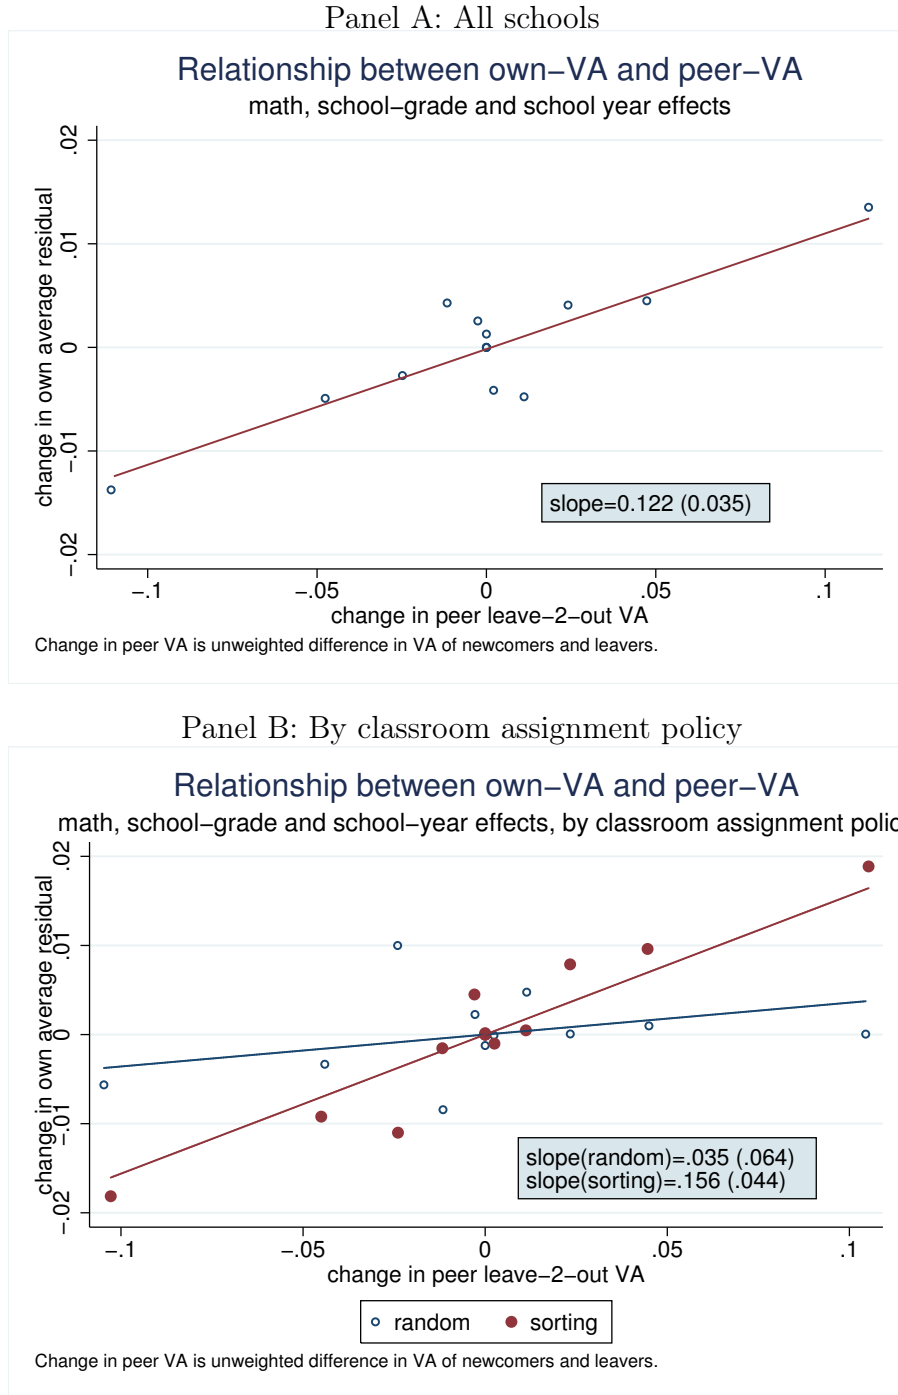 Panel A: All schools
Relationship between own−VA and peer−VA
math, school−grade and school year effects
change in own average residual
.02
.01
0
−.01
−.02
slope=0.122 (0.035)
−.1
−.05
0
.05
.1
change in peer leave−2−out VA
Change in peer VA is unweighted difference in VA of newcomers and leavers.
Panel B: By classroom assignment policy
Relationship between own−VA and peer−VA
math, school−grade and school−year effects, by classroom assignment polic
change in own average residual
.02
.01
0
−.01
−.02
slope(random)=.035 (.064)
slope(sorting)=.156 (.044)
−.1
−.05
0
.05
.1
change in peer leave−2−out VA
random
sorting
Change in peer VA is unweighted difference in VA of newcomers and leavers.